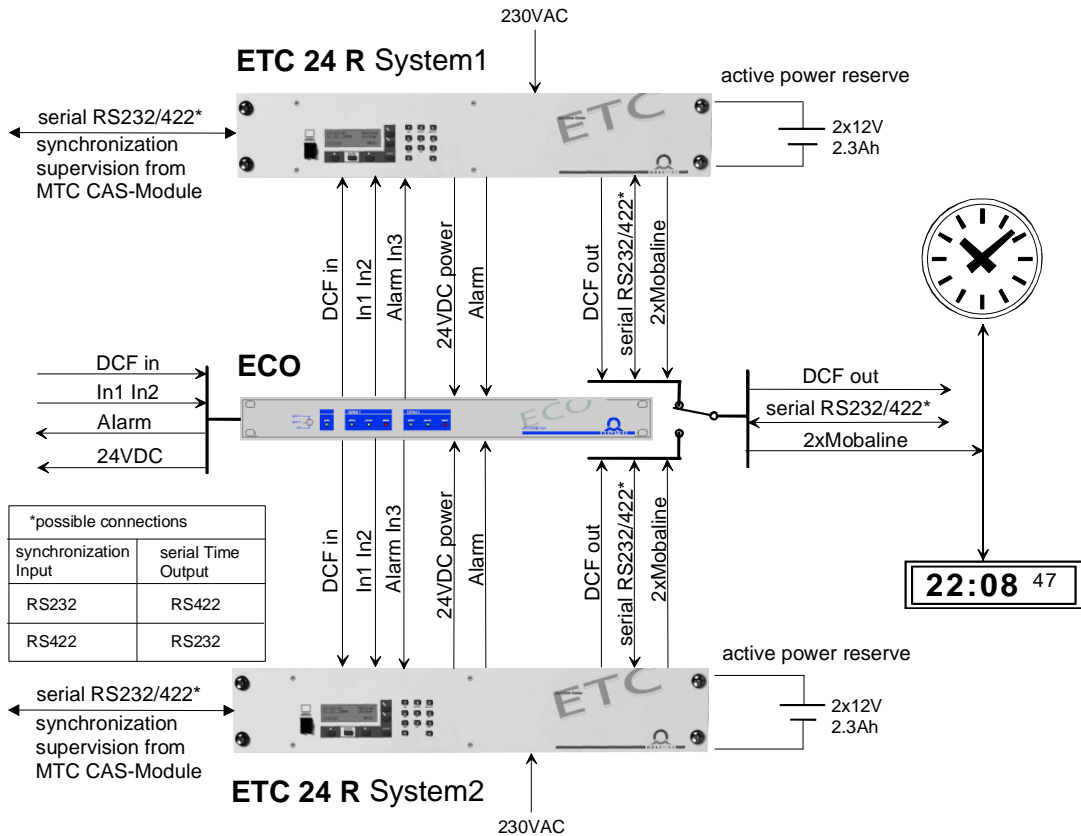 230VAC
ETC 24 R System1
active power reserve
serial RS232/422*
synchronization
supervision from
MTC CAS-Module
ETC
2x12V
2.3Ah
DCF in
In1 In2
Alarm In3
24VDC power
Alarm
DCF out
serial RS232/422*
2xMobaline
ECO
DCF in
In1 In2
Alarm
24VDC
ECO
DCF out
serial RS232/422*
2xMobaline
*possible connections
synchronization Input
serial Time Output
RS232
RS422
RS422
RS232
DCF in
In1 In2
Alarm In3
24VDC power
Alarm
DCF out
serial RS232/422*
2xMobaline
22:08 47
active power reserve
serial RS232/422*
synchronization
supervision from
MTC CAS-Module
ETC
2x12V
2.3Ah
ETC 24 R System2
230VAC